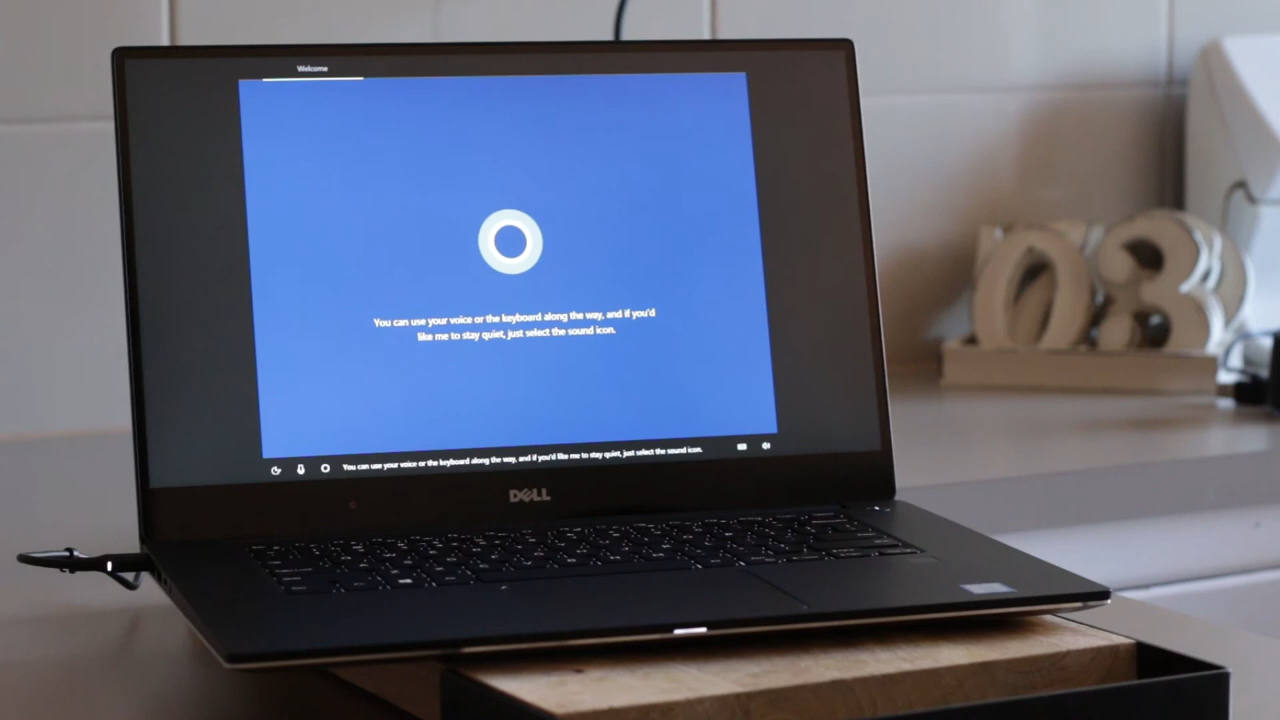 Welcome
You can use your voice or the keyboard along the way, and if you'd
like me to stay quiet, just select the sound icon.
You can use your voice or the keyboard along the way, and if you'd like me to stay quiet, just select the sound icon.
DELL
03